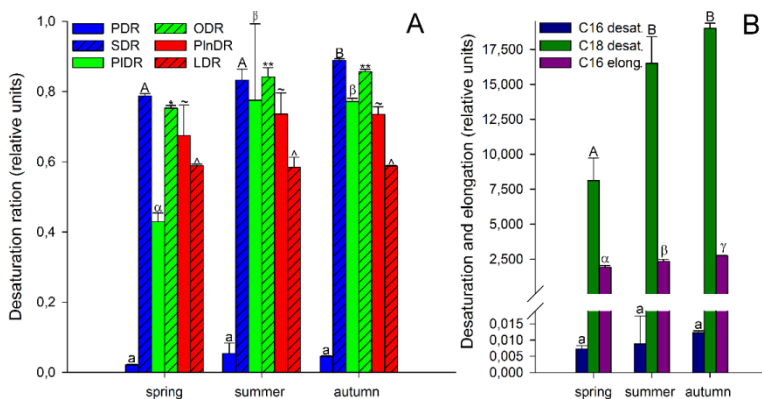 A
Desaturation ration (relative units)
1,0
0,8
0,6
0,4
0,2
0,0
PDR
SDR
PlDR
ODR
PlnDR
LDR
a
A
α
*
~
^
a
A
β
**
~
^
a
B
β
**
~
^
spring
summer
autumn
B
Desaturation and elongation (relative units)
17,500
15,000
12,500
10,000
7,500
5,000
2,500
0,015
0,010
0,005
0,000
C16 desat.
C18 desat.
C16 elong.
a
A
α
a
B
β
a
B
γ
spring
summer
autumn